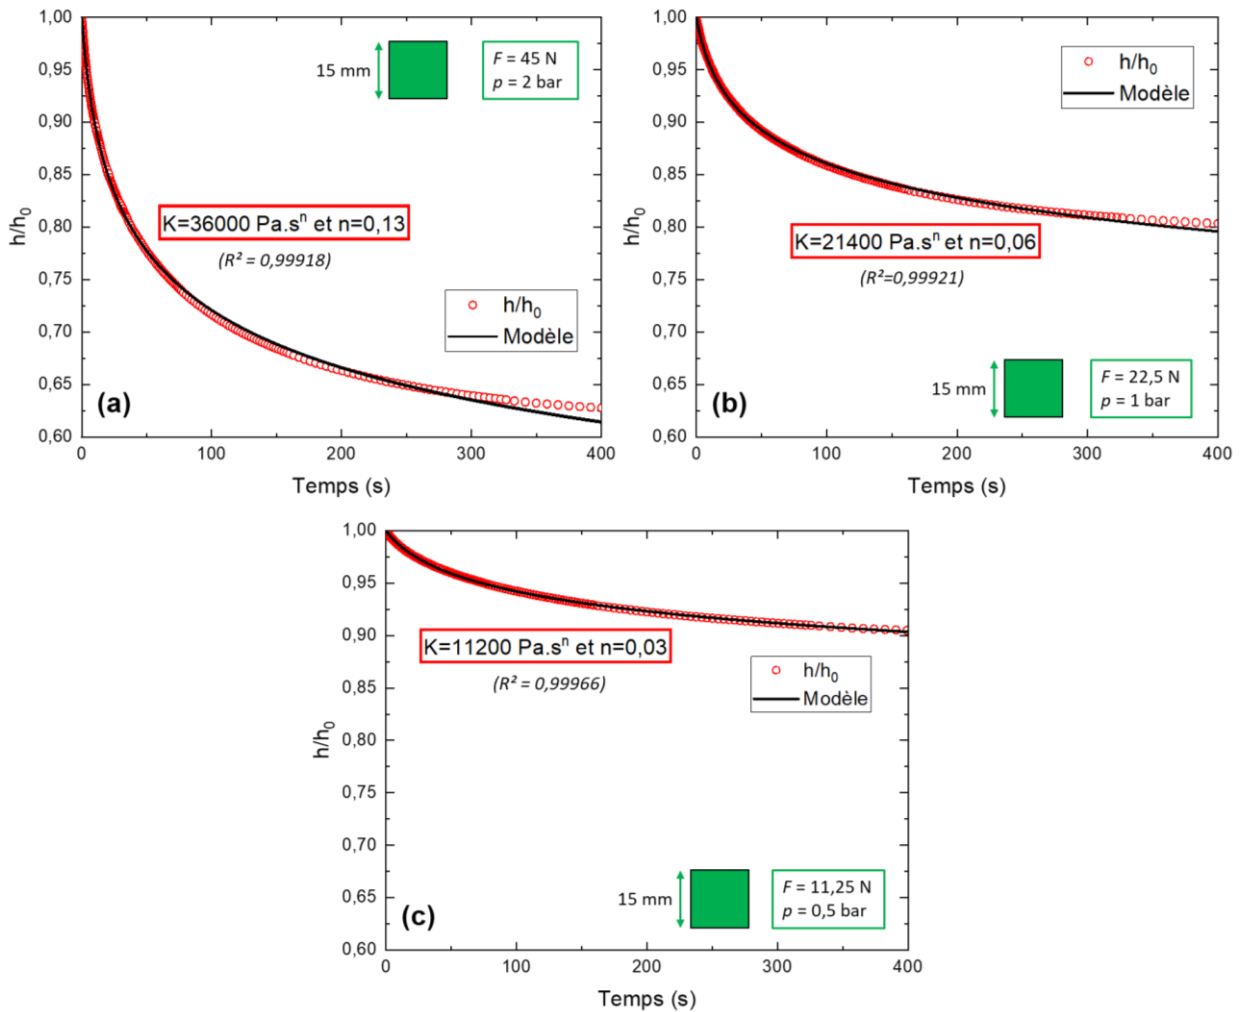 1,00
0,95
0,90
0,85
0,80
0,75
0,70
0,65
0,60
h/h0
15 mm
F = 45 N
p = 2 bar
K=36000 Pa.sⁿ et n=0,13
(R² = 0,99918)
h/h0
Modèle
(a)
0
100
200
300
400
Temps (s)
1,00
0,95
0,90
0,85
0,80
0,75
0,70
0,65
0,60
h/h0
h/h0
Modèle
K=21400 Pa.sⁿ et n=0,06
(R²=0,99921)
15 mm
F = 22,5 N
p = 1 bar
(b)
0
100
200
300
400
Temps (s)
1,00
0,95
0,90
0,85
0,80
0,75
0,70
0,65
0,60
h/h0
K=11200 Pa.sⁿ et n=0,03
(R² = 0,99966)
h/h0
Modèle
15 mm
F = 11,25 N
p = 0,5 bar
(c)
0
100
200
300
400
Temps (s)